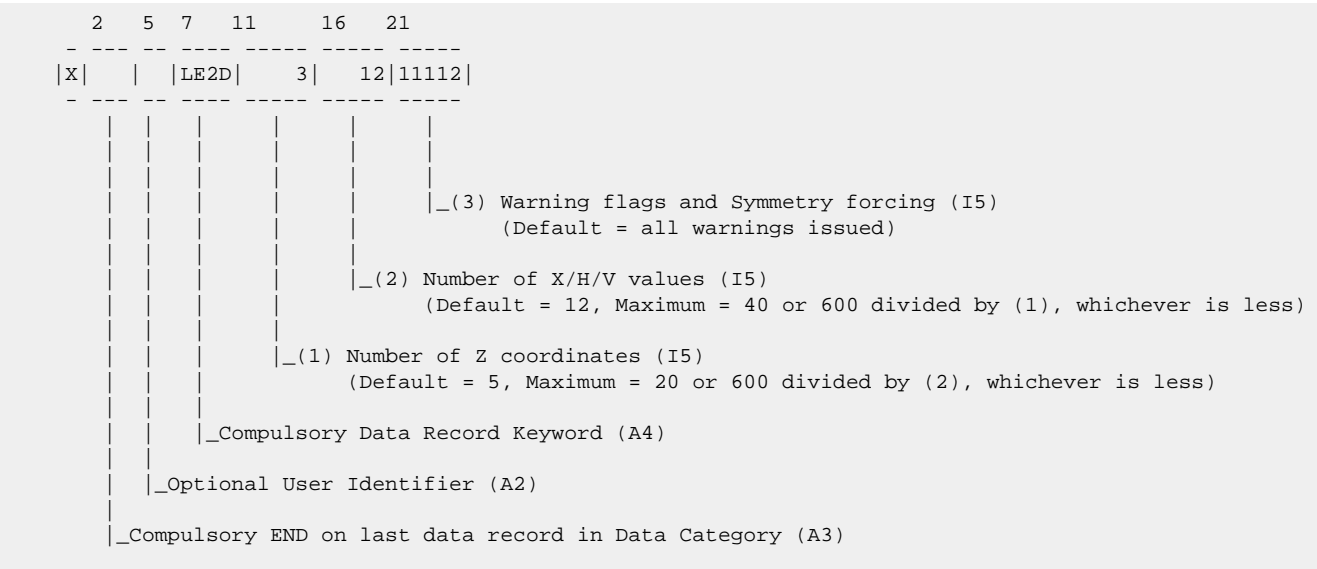 2   5  7   11     16    21
  - --- -- ---- ----- ----- -----
 |X|   |  |LE2D|    3|   12|11112|
  - --- -- ---- ----- ----- -----
     |  |   |     |     |     |
     |  |   |     |     |     |
     |  |   |     |     |     |
     |  |   |     |     |     |_(3) Warning flags and Symmetry forcing (I5)
     |  |   |     |     |           (Default = all warnings issued)
     |  |   |     |     |
     |  |   |     |     |_(2) Number of X/H/V values (I5)
     |  |   |     |           (Default = 12, Maximum = 40 or 600 divided by (1), whichever is less)
     |  |   |     |
     |  |   |     |_(1) Number of Z coordinates (I5)
     |  |   |           (Default = 5, Maximum = 20 or 600 divided by (2), whichever is less)
     |  |   |
     |  |   |_Compulsory Data Record Keyword (A4)
     |  |
     |  |_Optional User Identifier (A2)
     |
     |_Compulsory END on last data record in Data Category (A3)